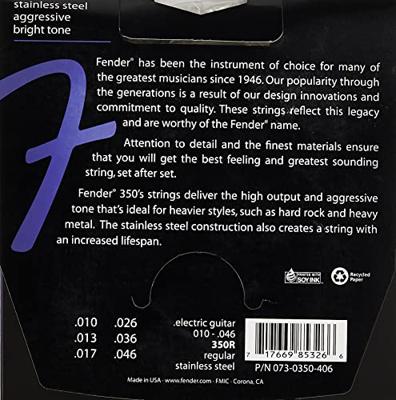 stainless steel
aggressive
bright tone
Fender® has been the instrument of choice for many of
the greatest musicians since 1946. Our popularity through
the generations is a result of our design innovations and
commitment to quality. These strings reflect this legacy
and are worthy of the Fender® name.
Attention to detail and the finest materials ensure
that you will get the best feeling and greatest sounding
string, set after set.
Fender® 350's strings deliver the high output and aggressive
tone that's ideal for heavier styles, such as hard rock and heavy
metal. The stainless steel construction also creates a string with
an increased lifespan.
PRINTED WITH
SOY INK
Recycled
Paper
.010 .026
.013 .036
.017 .046
.electric guitar
010 - .046
350R
regular
stainless steel
7 17669 85326 6
P/N 073-0350-406
Made in USA · www.fender.com · FMIC · Corona, CA